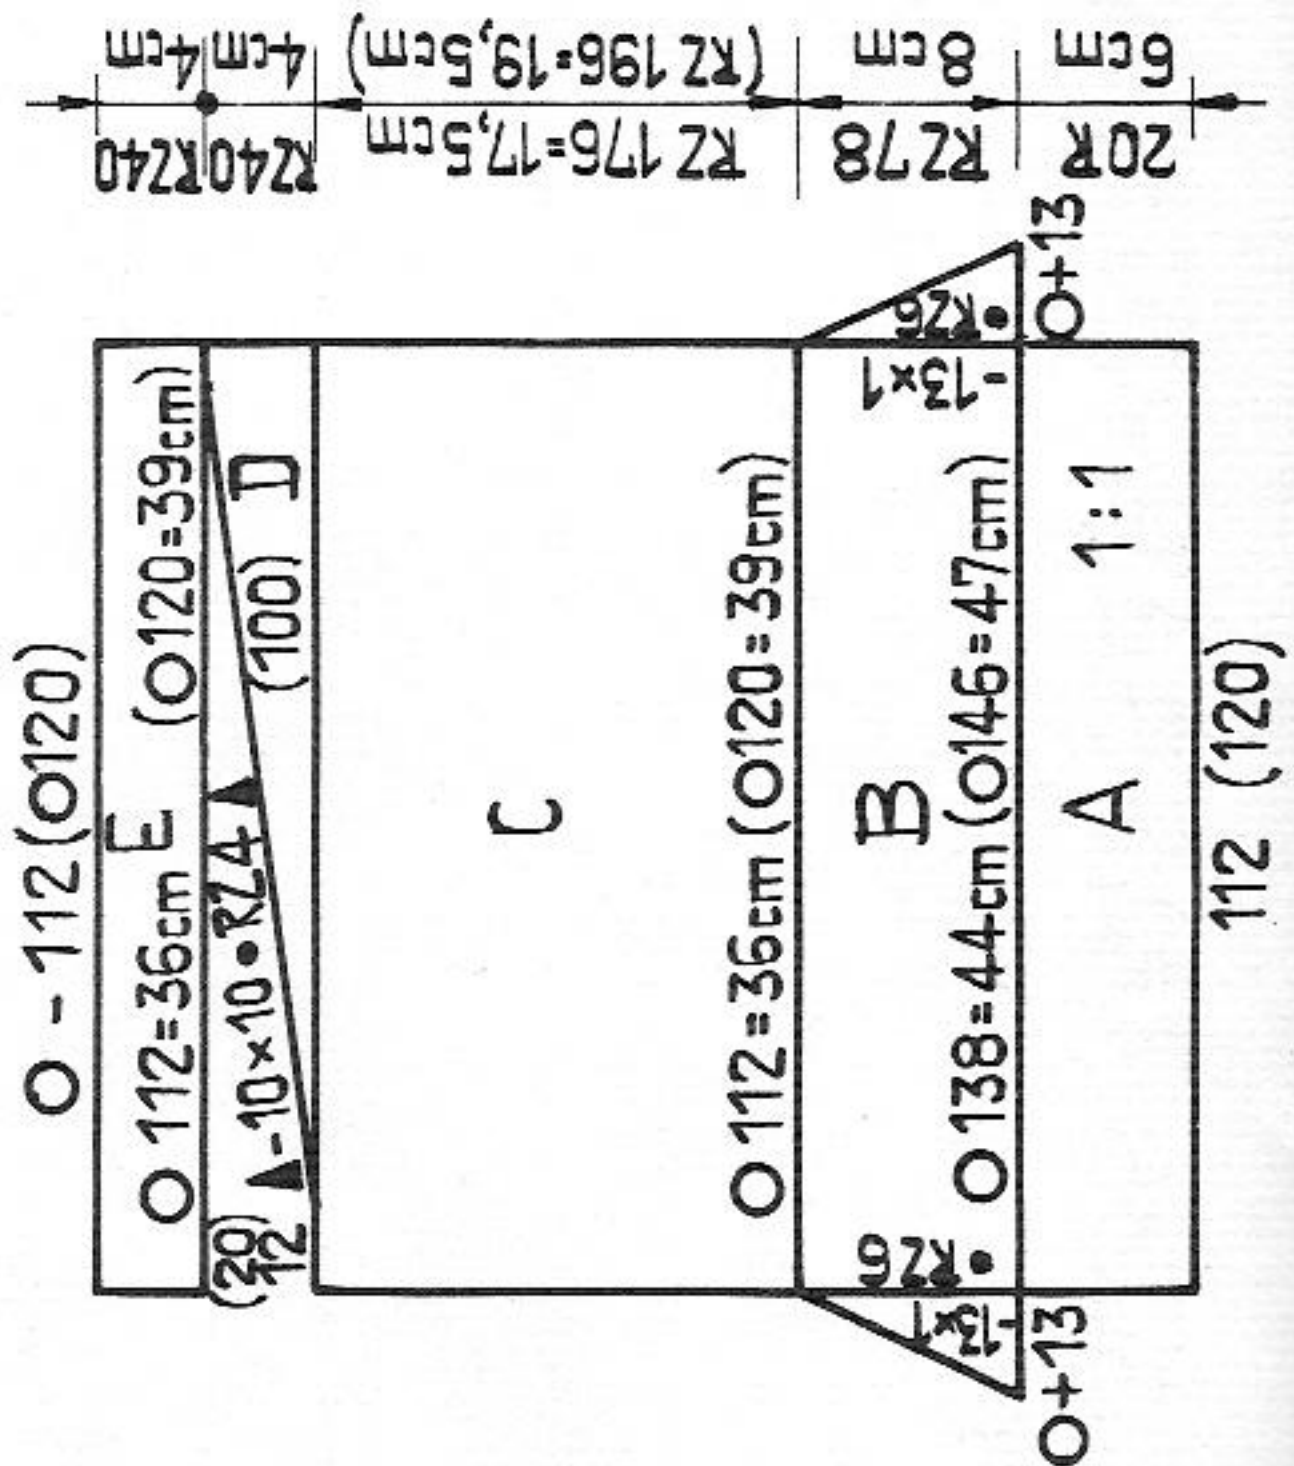 O - 112 (O120)
E
O 112=36cm (O120=39cm)
(20)
12
-10×10•RZ4
(100) D
C
O 112=36cm (O120=39cm)
B
RZ6 •
-13×1
RZ6 •
-13×1
O 138=44cm (O146=47cm)
O+13
O+13
A 1:1
112 (120)
4cm
4cm
(RZ 196=19,5cm)
8cm
6cm
RZ40
RZ40
RZ 176=17,5cm
RZ78
20R